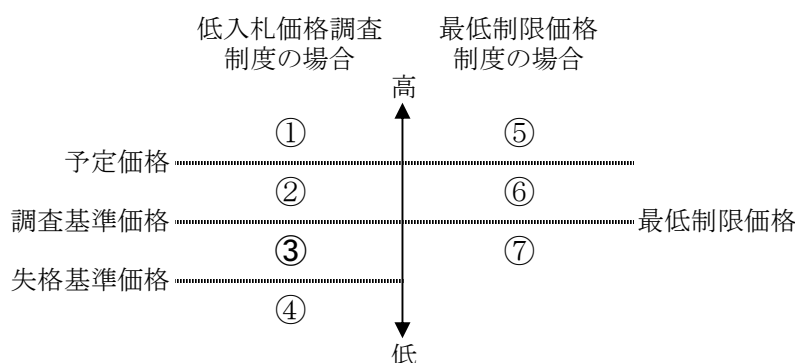 低入札価格調査
制度の場合
最低制限価格
制度の場合
高
① ⑤
予定価格
② ⑥
調査基準価格 最低制限価格
③ ⑦
失格基準価格
④
低